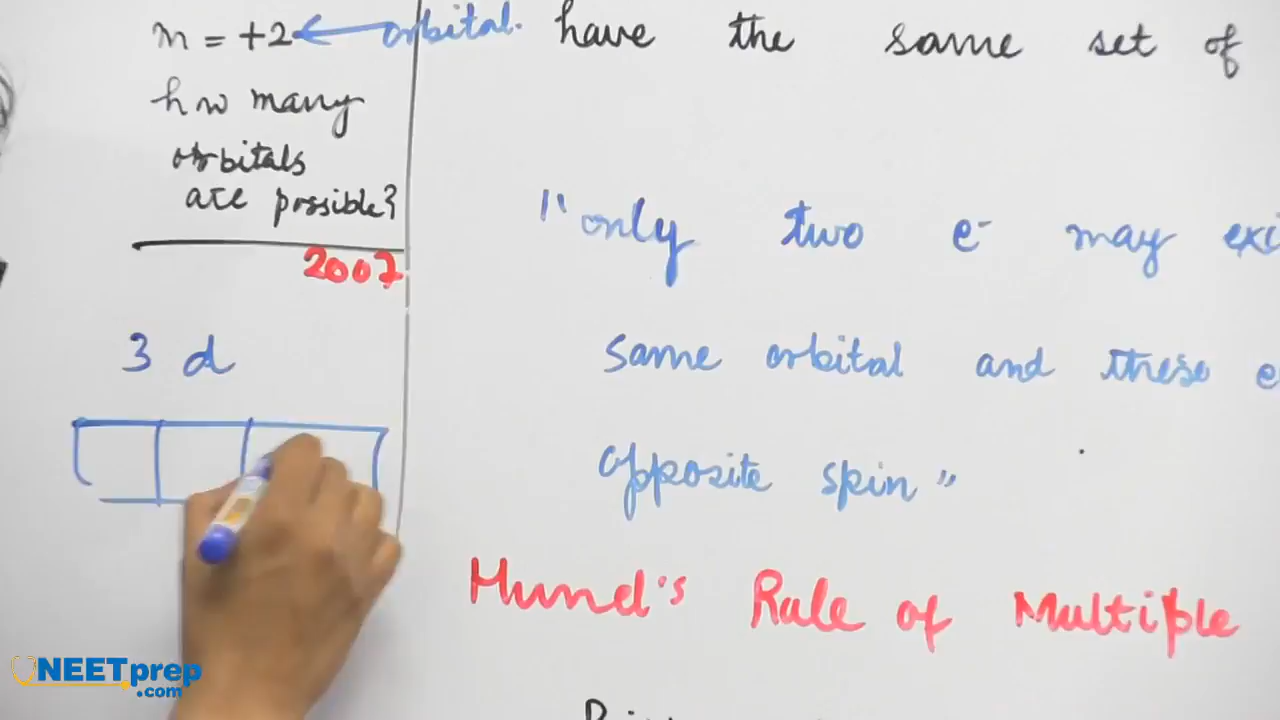 m = +2 ← orbital.
hw many
orbitals
are possible?
2007
3 d
have the same set of
"only two e- may exi
same orbital and these e
opposite spin"
Hund's Rule of Multiple
NEETprep
.com